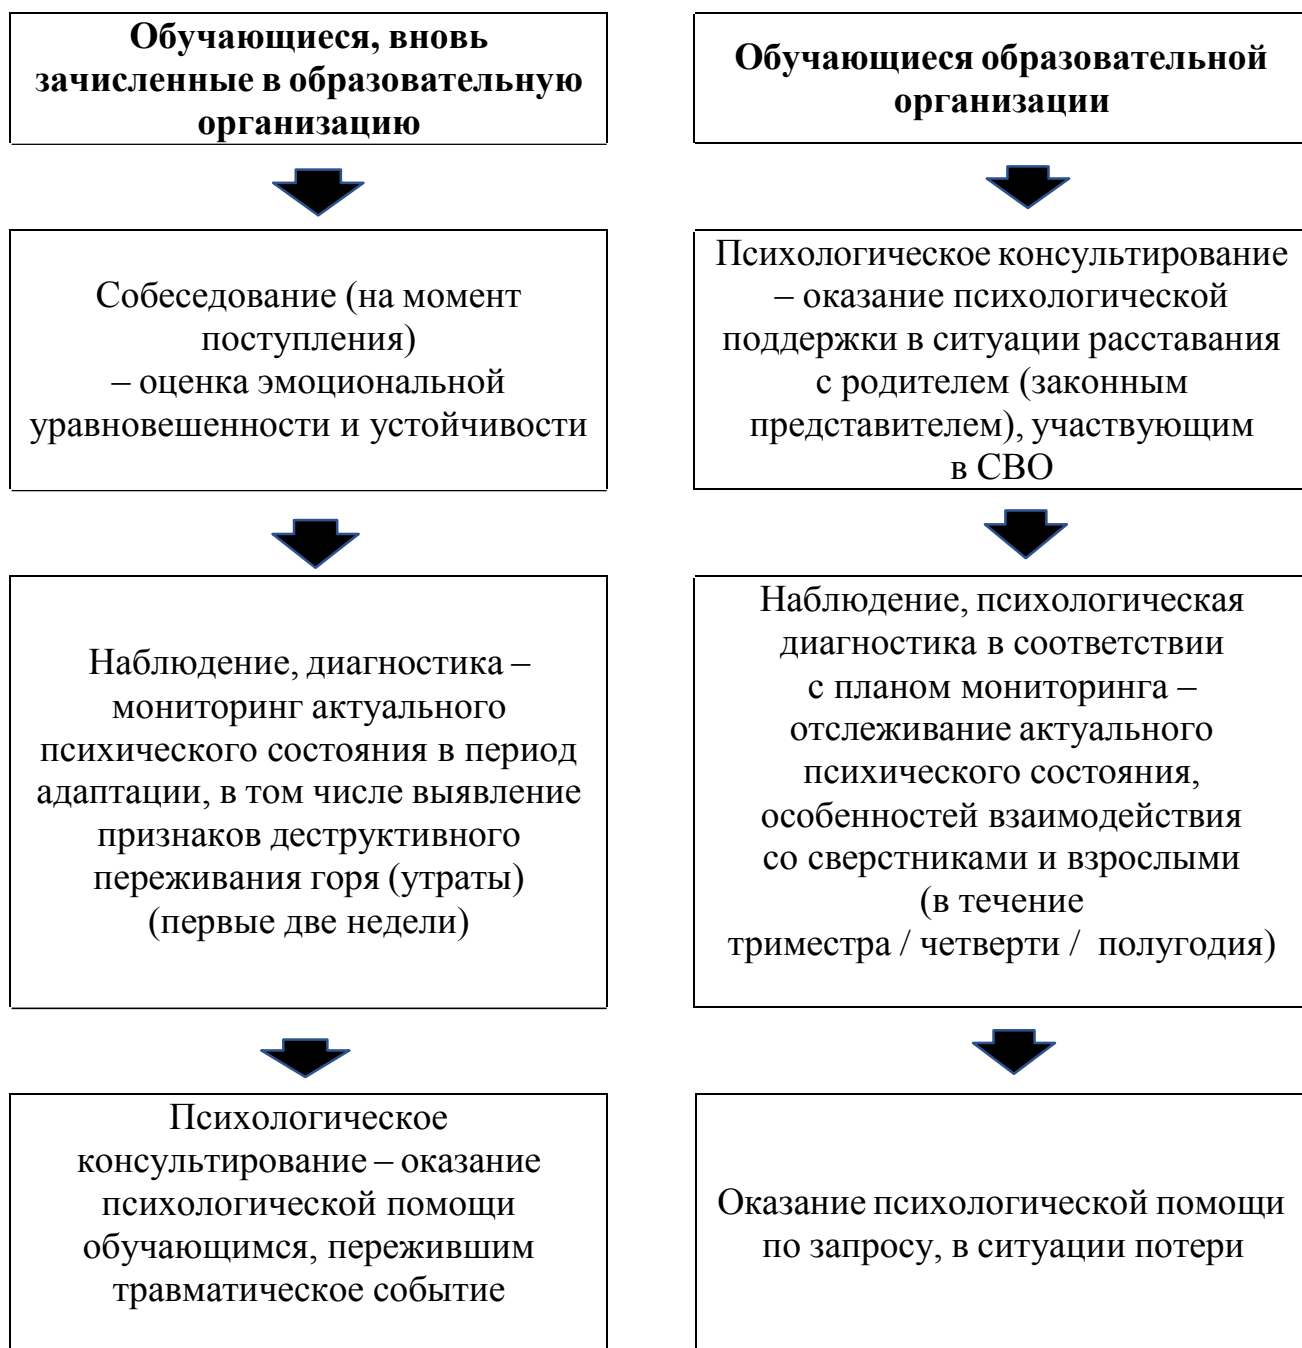 Обучающиеся, вновь
зачисленные в образовательную
организацию
Собеседование (на момент
поступления)
– оценка эмоциональной
уравновешенности и устойчивости
Наблюдение, диагностика –
мониторинг актуального
психического состояния в период
адаптации, в том числе выявление
признаков деструктивного
переживания горя (утраты)
(первые две недели)
Психологическое
консультирование – оказание
психологической помощи
обучающимся, пережившим
травматическое событие
Обучающиеся образовательной
организации
Психологическое консультирование
– оказание психологической
поддержки в ситуации расставания
с родителем (законным
представителем), участвующим
в СВО
Наблюдение, психологическая
диагностика в соответствии
с планом мониторинга –
отслеживание актуального
психического состояния,
особенностей взаимодействия
со сверстниками и взрослыми
(в течение
триместра / четверти / полугодия)
Оказание психологической помощи
по запросу, в ситуации потери